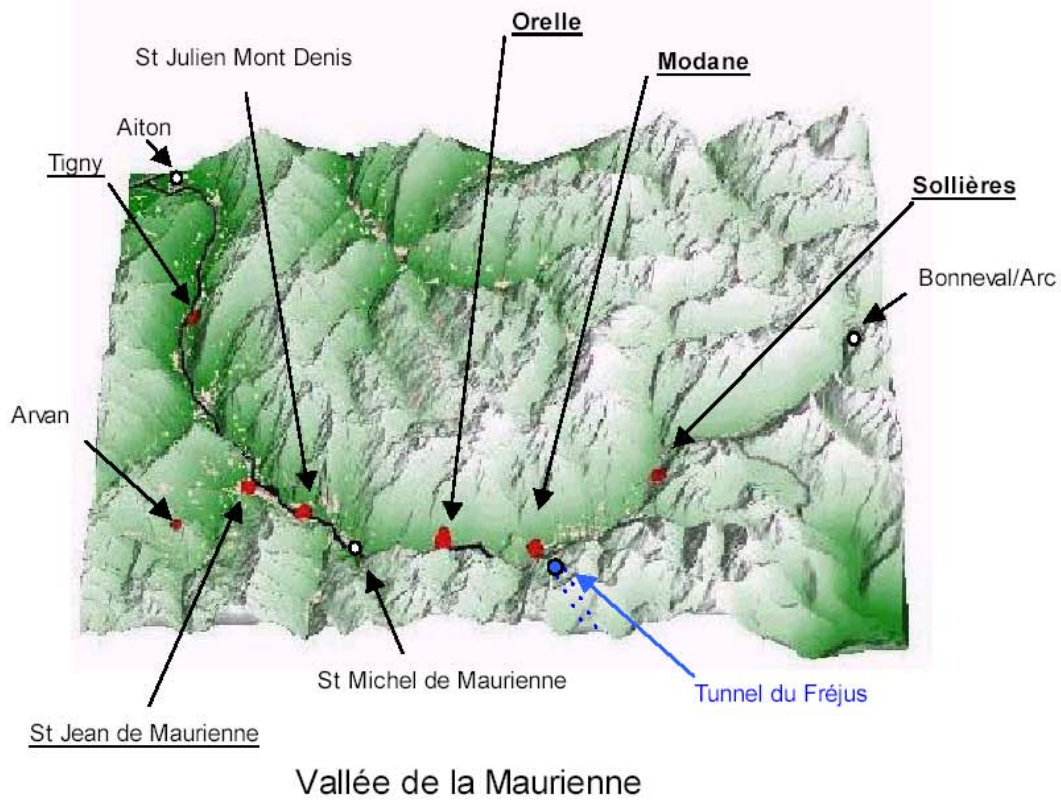 Orelle
St Julien Mont Denis
Modane
Aiton
Tigny
Sollières
Bonneval/Arc
Arvan
St Michel de Maurienne
Tunnel du Fréjus
St Jean de Maurienne
Vallée de la Maurienne